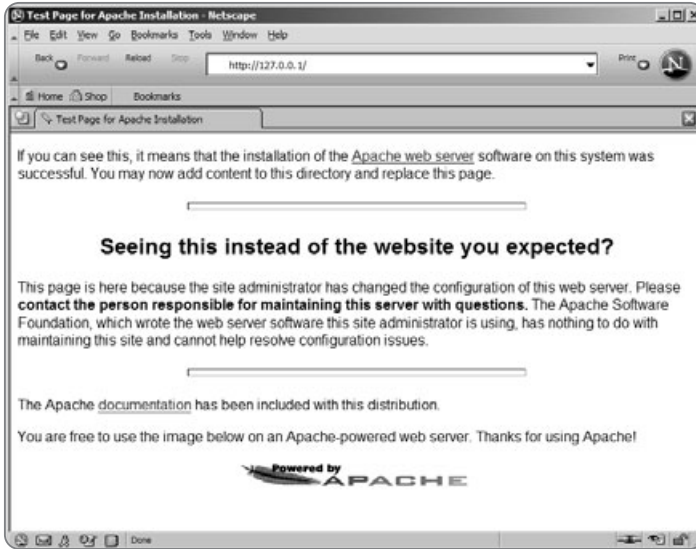 Test Page for Apache Installation - Netscape
File Edit View Go Bookmarks Tools Window Help
Back Forward Reload Stop http://127.0.0.1/ Print N
Home Shop Bookmarks
Test Page for Apache Installation
If you can see this, it means that the installation of the Apache web server software on this system was
successful. You may now add content to this directory and replace this page.
Seeing this instead of the website you expected?
This page is here because the site administrator has changed the configuration of this web server. Please
contact the person responsible for maintaining this server with questions. The Apache Software
Foundation, which wrote the web server software this site administrator is using, has nothing to do with
maintaining this site and cannot help resolve configuration issues.
The Apache documentation has been included with this distribution.
You are free to use the image below on an Apache-powered web server. Thanks for using Apache!
Powered by
APACHE
Done